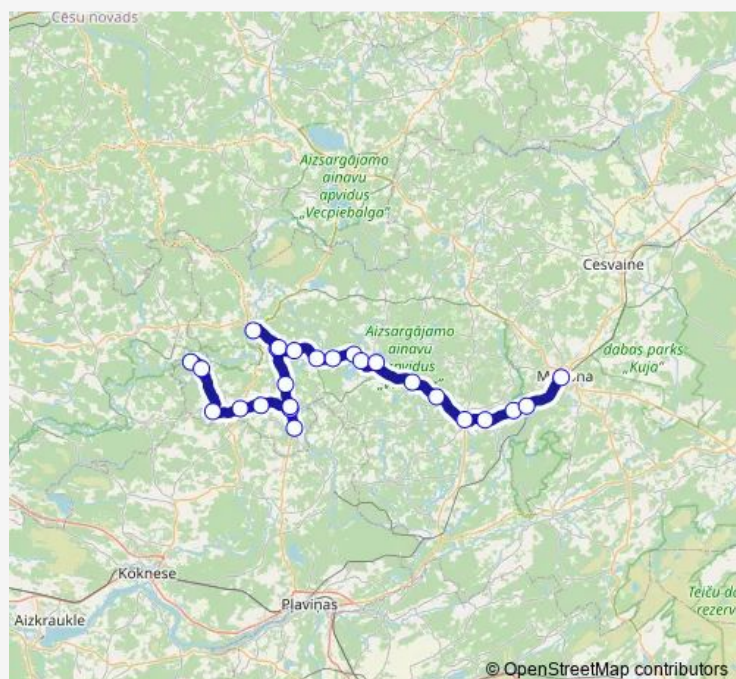 Cēsu novads
Aizsargājamo
ainavu
apvidus
„Vecpiebalga“
Cesvaine
Aizsargājamo
ainavu
dabas parks
„Kuja“
Koknese
Pļaviņas
Aizkraukle
© OpenStreetMap contributors